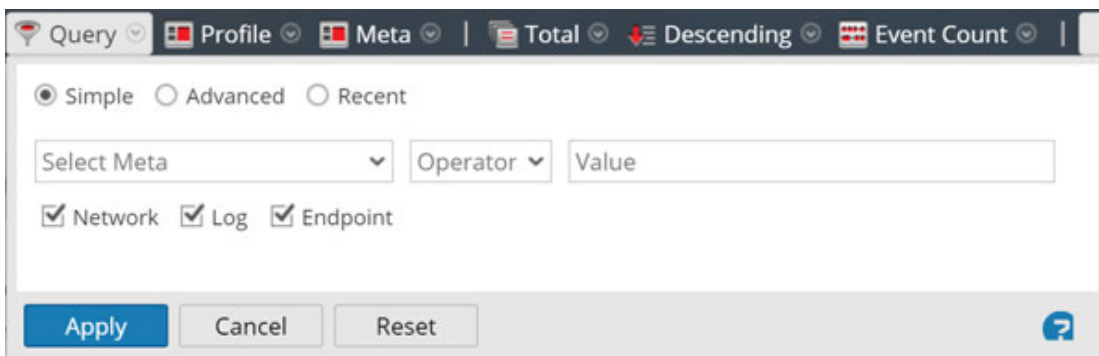 Query Profile Meta | Total Descending Event Count |
Simple Advanced Recent
Select Meta Operator Value
Network Log Endpoint
Apply Cancel Reset